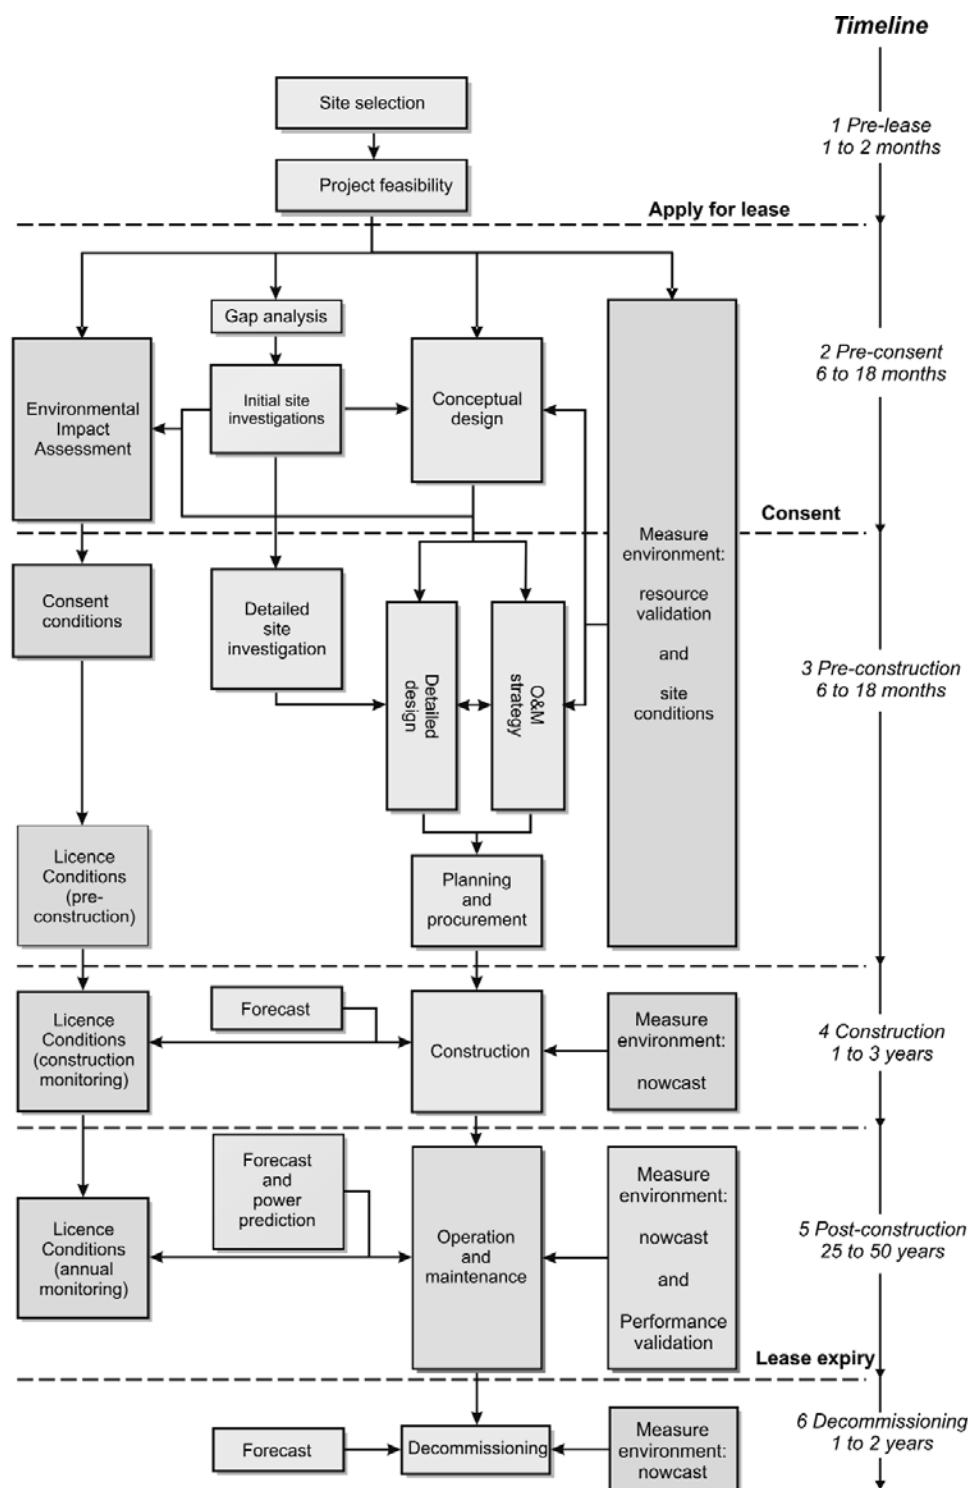 Timeline
Site selection
1 Pre-lease
1 to 2 months
Project feasibility
Apply for lease
Gap analysis
2 Pre-consent
6 to 18 months
Environmental
Impact
Assessment
Initial site
investigations
Conceptual
design
Consent
Measure
environment:
resource
validation
and
site
conditions
Consent
conditions
Detailed
site
investigation
Detailed
design
O&M
strategy
3 Pre-construction
6 to 18 months
Licence
Conditions
(pre-
construction)
Planning
and
procurement
Licence
Conditions
(construction
monitoring)
Forecast
Construction
Measure
environment:
nowcast
4 Construction
1 to 3 years
Forecast
and
power
prediction
Licence
Conditions
(annual
monitoring)
Operation
and
maintenance
Measure
environment:
nowcast
and
Performance
validation
5 Post-construction
25 to 50 years
Lease expiry
Forecast
Decommissioning
Measure
environment:
nowcast
6 Decommissioning
1 to 2 years